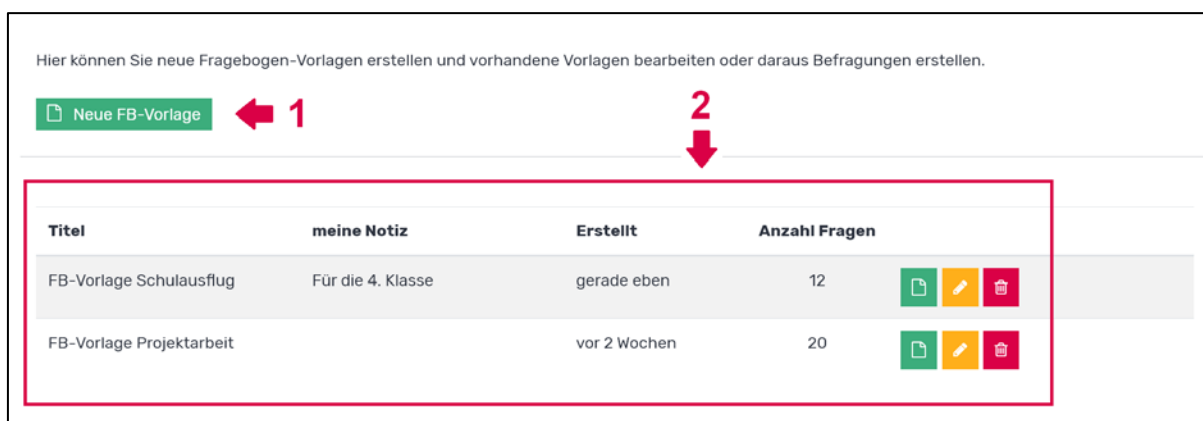 Hier können Sie neue Fragebogen-Vorlagen erstellen und vorhandene Vorlagen bearbeiten oder daraus Befragungen erstellen.
Neue FB-Vorlage 1
2
Titel meine Notiz Erstellt Anzahl Fragen
FB-Vorlage Schulausflug Für die 4. Klasse gerade eben 12
FB-Vorlage Projektarbeit vor 2 Wochen 20